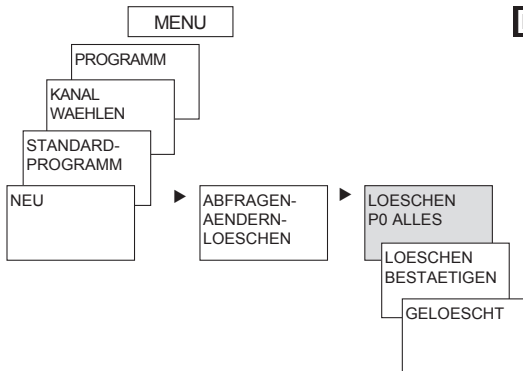 MENU
PROGRAMM
KANAL
WAEHLEN
STANDARD-
PROGRAMM
NEU
ABFRAGEN-
AENDERN-
LOESCHEN
LOESCHEN
P0 ALLES
LOESCHEN
BESTAETIGEN
GELOESCHT